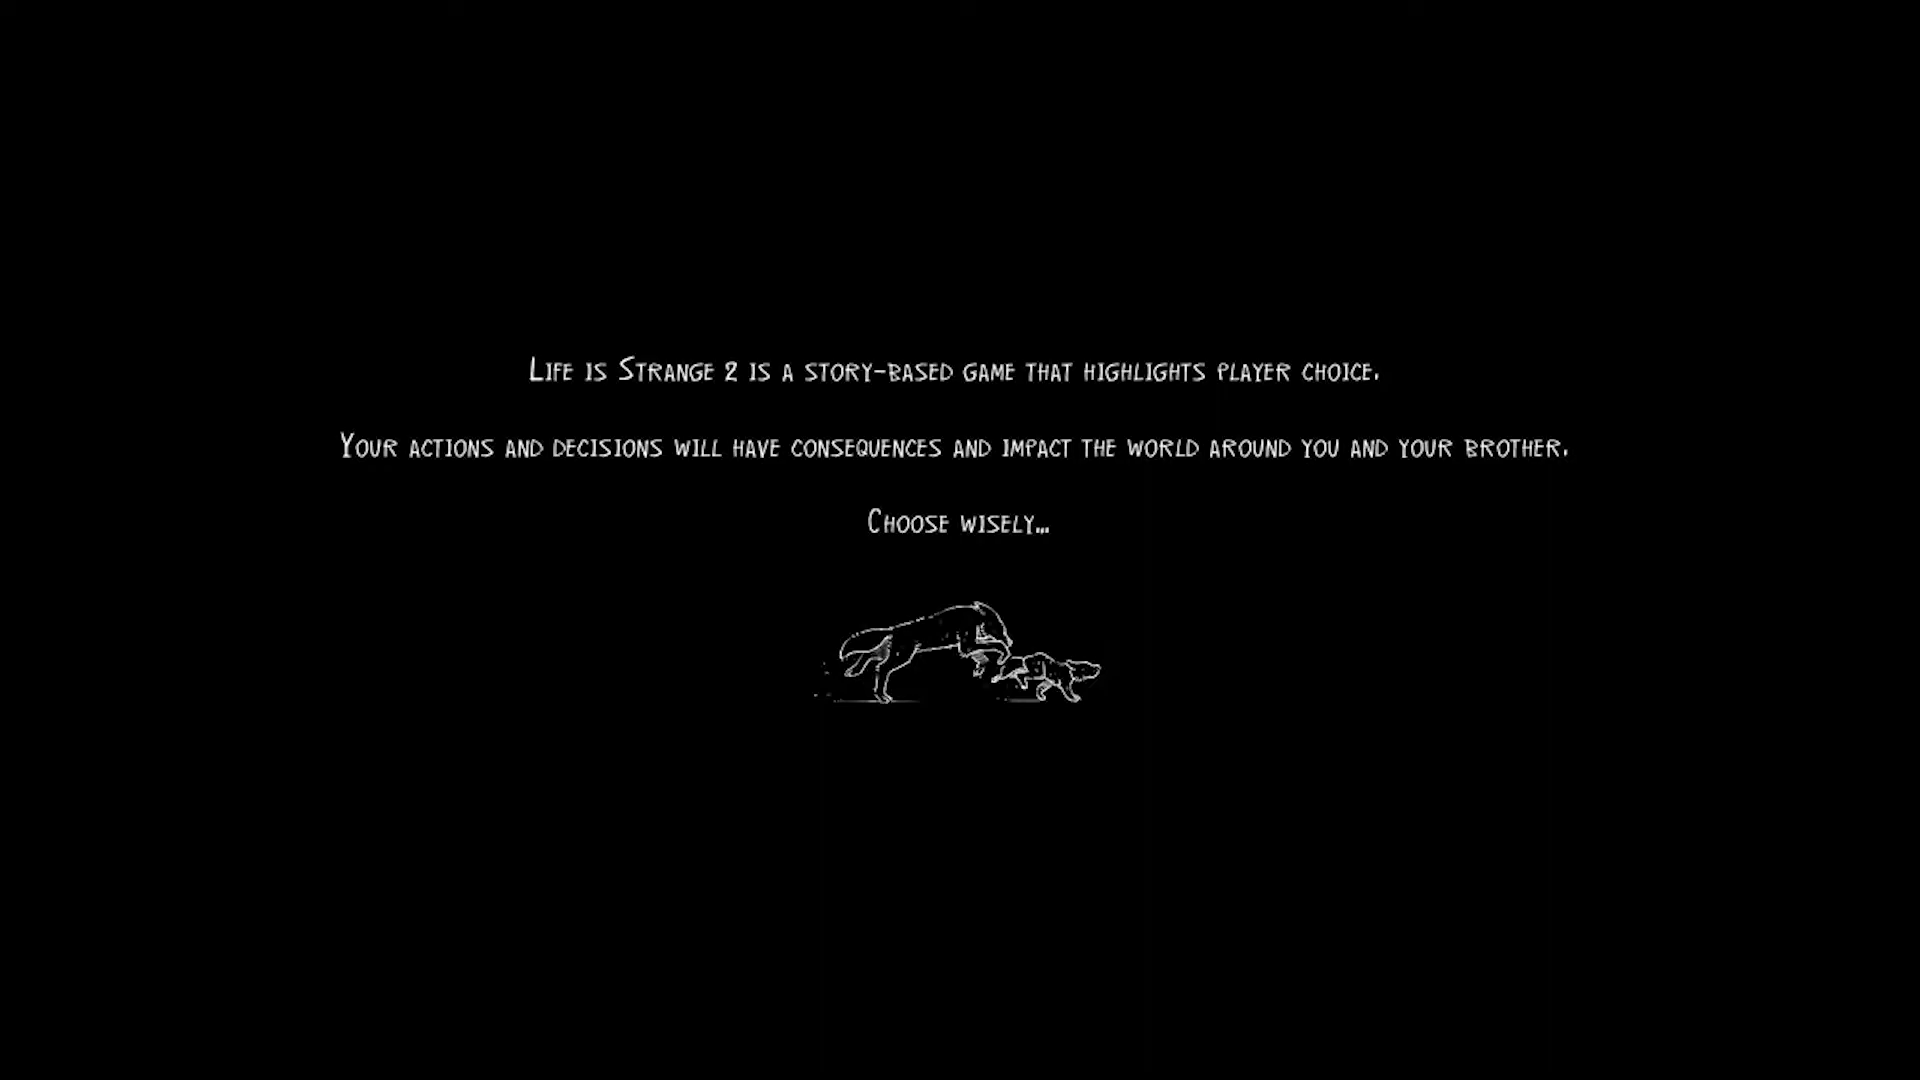 Life is Strange 2 is a story-based game that highlights player choice.
Your actions and decisions will have consequences and impact the world around you and your brother.
Choose wisely...